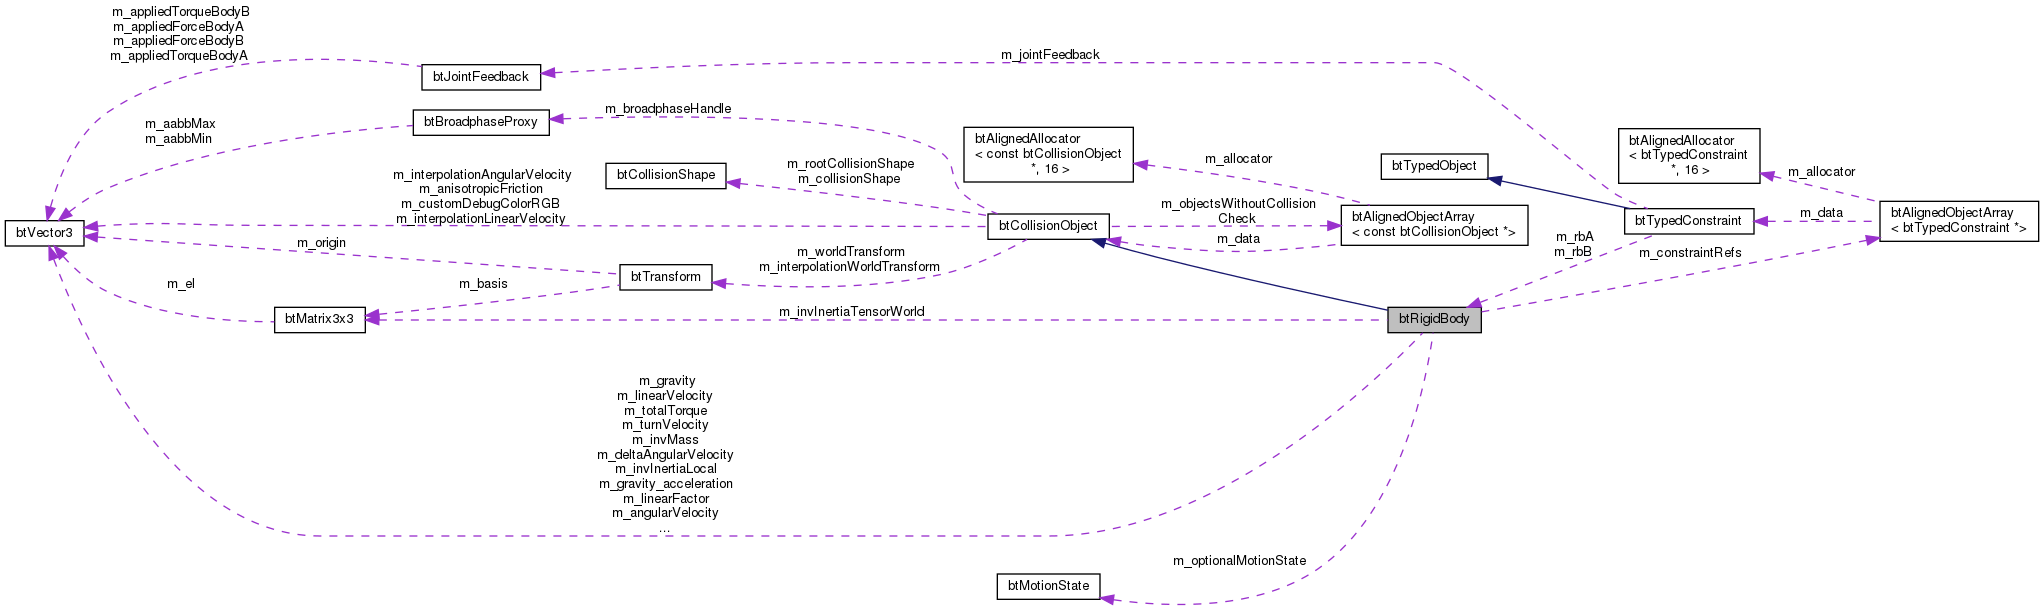 m_appliedTorqueBodyB
m_appliedForceBodyA
m_appliedForceBodyB
m_appliedTorqueBodyA
btJointFeedback
m_jointFeedback
m_aabbMax
m_aabbMin
btBroadphaseProxy
m_broadphaseHandle
m_interpolationAngularVelocity
m_anisotropicFriction
m_customDebugColorRGB
m_interpolationLinearVelocity
btCollisionShape
m_rootCollisionShape
m_collisionShape
btAlignedAllocator
< const btCollisionObject
*, 16 >
m_allocator
btTypedObject
btAlignedAllocator
< btTypedConstraint
*, 16 >
m_allocator
btVector3
m_origin
btCollisionObject
m_objectsWithoutCollision
Check
m_data
btAlignedObjectArray
< const btCollisionObject *>
btTypedConstraint
m_data
btAlignedObjectArray
< btTypedConstraint *>
m_worldTransform
m_interpolationWorldTransform
m_rbA
m_rbB
m_constraintRefs
m_el
btTransform
m_basis
btMatrix3x3
m_invInertiaTensorWorld
btRigidBody
m_gravity
m_linearVelocity
m_totalTorque
m_turnVelocity
m_invMass
m_deltaAngularVelocity
m_invInertiaLocal
m_gravity_acceleration
m_linearFactor
m_angularVelocity
...
m_optionalMotionState
btMotionState